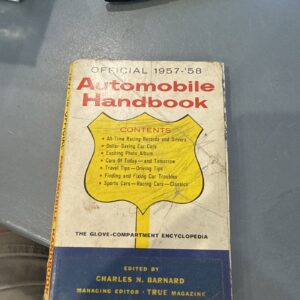 OFFICIAL 1957-'58
Automobile
Handbook
CONTENTS
• All-Time Racing Records and Drivers
• Dollar-Saving Car Care
• Exciting Photo Album
• Cars Of Today—and Tomorrow
• Travel Tips—Driving Tips
• Finding and Fixing Car Troubles
• Sports Cars—Racing Cars—Classics
THE GLOVE-COMPARTMENT ENCYCLOPEDIA
EDITED BY
CHARLES N. BARNARD
MANAGING EDITOR • TRUE MAGAZINE